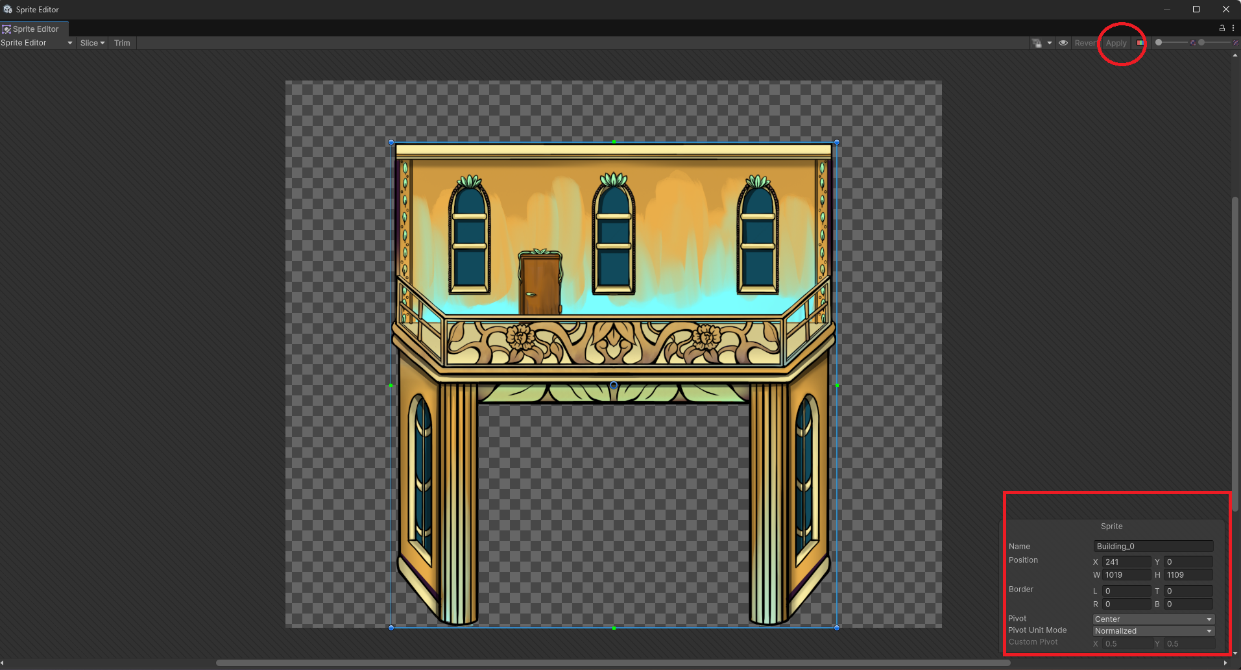 Sprite Editor
Sprite Editor
Sprite Editor Slice Trim Revert Apply
Sprite
Name Building_0
Position X 241 Y 0
W 1019 H 1109
Border L 0 T 0
R 0 B 0
Pivot Center
Pivot Unit Mode Normalized
Custom Pivot X 0.5 Y 0.5